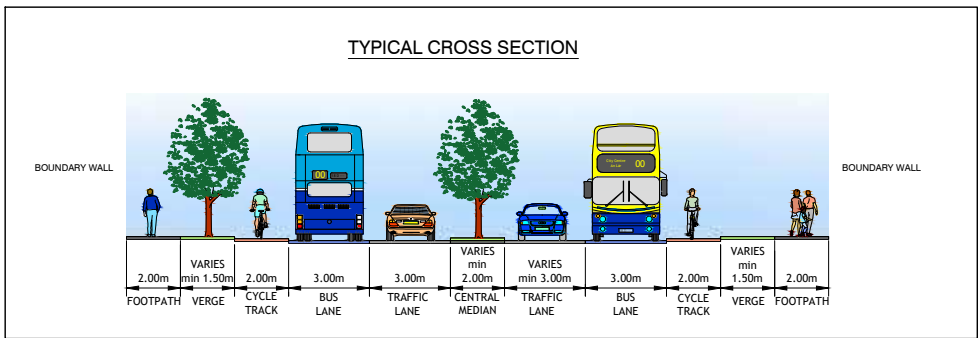 TYPICAL CROSS SECTION
BOUNDARY WALL
BOUNDARY WALL
00
City Centre
00
2.00m
VARIES
min 1.50m
2.00m
3.00m
3.00m
VARIES
min
2.00m
VARIES
min 3.00m
3.00m
2.00m
VARIES
min
1.50m
2.00m
FOOTPATH
VERGE
CYCLE
TRACK
BUS
LANE
TRAFFIC
LANE
CENTRAL
MEDIAN
TRAFFIC
LANE
BUS
LANE
CYCLE
TRACK
VERGE
FOOTPATH